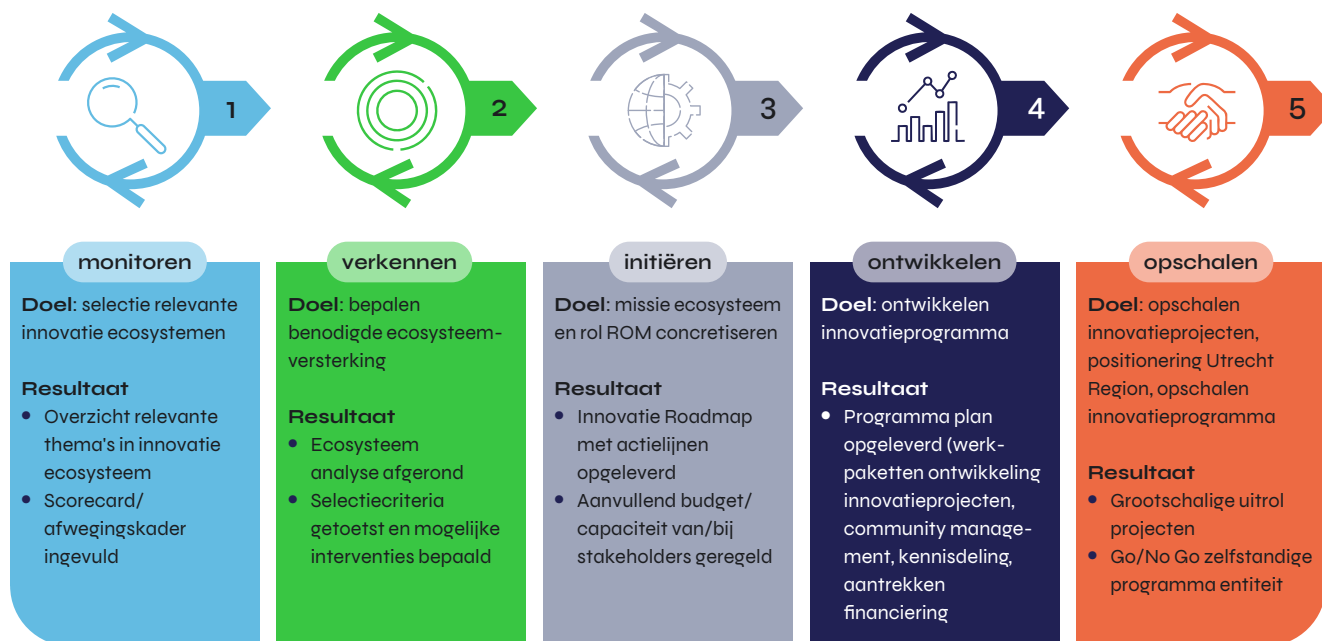 1
2
3
4
5
monitoren
Doel: selectie relevante
innovatie ecosystemen
Resultaat
• Overzicht relevante
thema's in innovatie
ecosysteem
• Scorecard/
afwegingskader
ingevuld
verkennen
Doel: bepalen
benodigde ecosysteem-
versterking
Resultaat
• Ecosysteem
analyse afgerond
• Selectiecriteria
getoetst en mogelijke
interventies bepaald
initiëren
Doel: missie ecosysteem
en rol ROM concretiseren
Resultaat
• Innovatie Roadmap
met actielijnen
opgeleverd
• Aanvullend budget/
capaciteit van/bij
stakeholders geregeld
ontwikkelen
Doel: ontwikkelen
innovatieprogramma
Resultaat
• Programma plan
opgeleverd (werk-
paketten ontwikkeling
innovatieprojecten,
community manage-
ment, kennisdeling,
aantrekken
financiering
opschalen
Doel: opschalen
innovatieprojecten,
positionering Utrecht
Region, opschalen
innovatieprogramma
Resultaat
• Grootschalige uitrol
projecten
• Go/No Go zelfstandige
programma entiteit